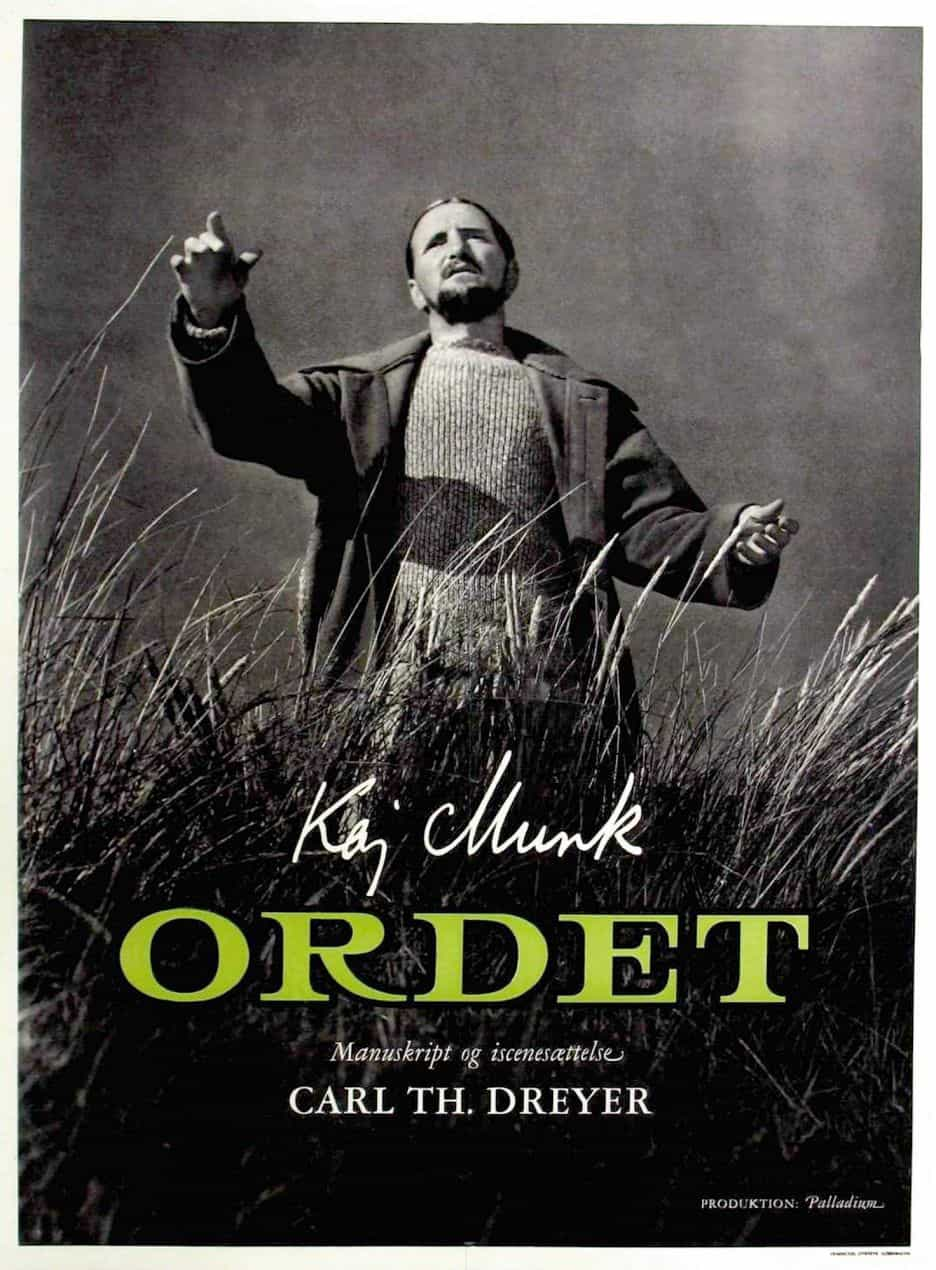 Kaj Munk
ORDET
Manuskript og iscenesættelse
CARL TH. DREYER
PRODUKTION: Palladium